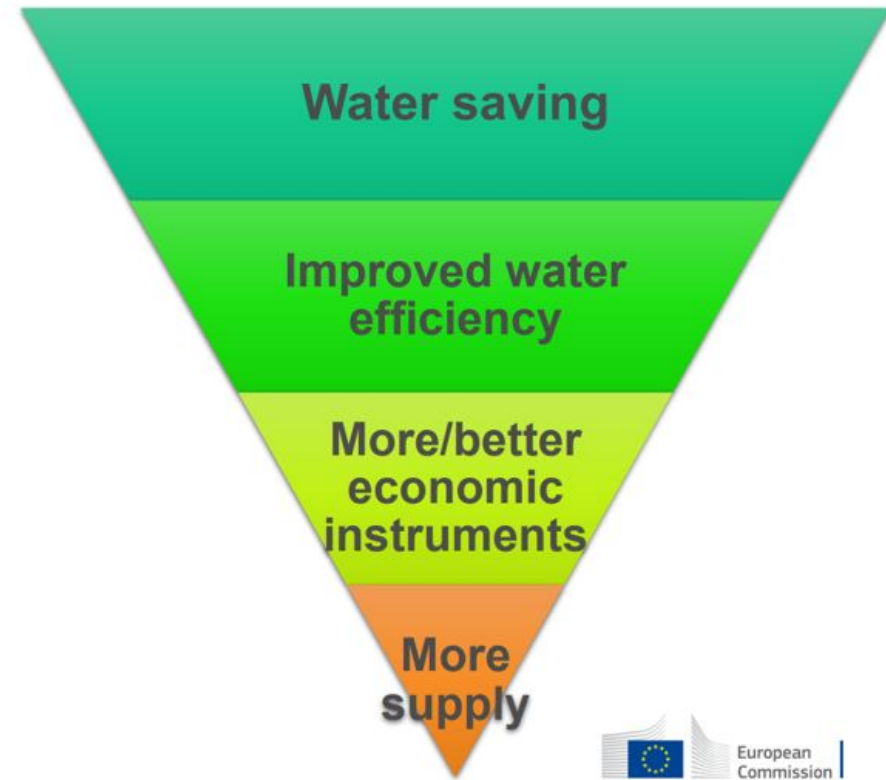 Water saving
Improved water
efficiency
More/better
economic
instruments
More
supply
European
Commission